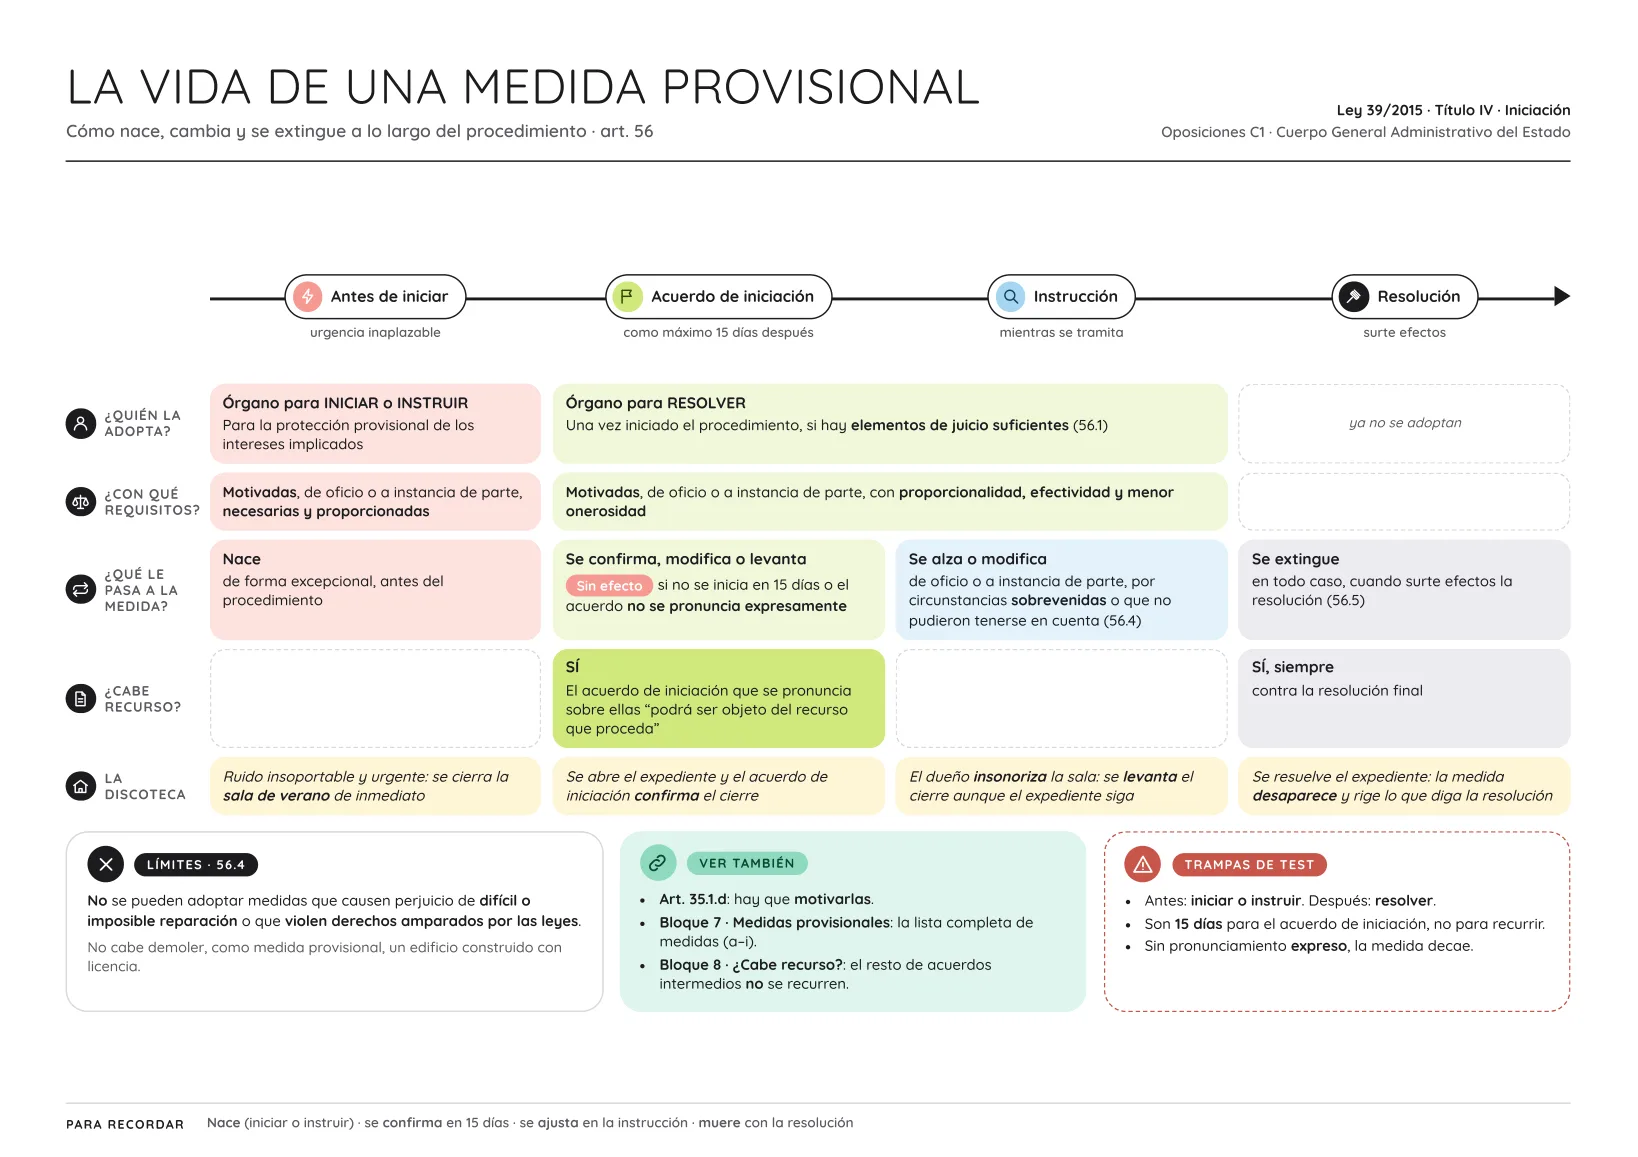 LA VIDA DE UNA MEDIDA PROVISIONAL
Cómo nace, cambia y se extingue a lo largo del procedimiento · art. 56
Ley 39/2015 · Título IV · Iniciación
Oposiciones C1 · Cuerpo General Administrativo del Estado
Antes de iniciar
urgencia inaplazable
Acuerdo de iniciación
como máximo 15 días después
Instrucción
mientras se tramita
Resolución
surte efectos
¿QUIÉN LA
ADOPTA?
Órgano para INICIAR o INSTRUIR
Para la protección provisional de los
intereses implicados
Órgano para RESOLVER
Una vez iniciado el procedimiento, si hay elementos de juicio suficientes (56.1)
ya no se adoptan
¿CON QUÉ
REQUISITOS?
Motivadas, de oficio o a instancia de parte,
necesarias y proporcionadas
Motivadas, de oficio o a instancia de parte, con proporcionalidad, efectividad y menor
onerosidad
¿QUÉ LE
PASA A LA
MEDIDA?
Nace
de forma excepcional, antes del
procedimiento
Se confirma, modifica o levanta
Sin efecto si no se inicia en 15 días o el
acuerdo no se pronuncia expresamente
Se alza o modifica
de oficio o a instancia de parte, por
circunstancias sobrevenidas o que no
pudieron tenerse en cuenta (56.4)
Se extingue
en todo caso, cuando surte efectos la
resolución (56.5)
¿CABE
RECURSO?
SÍ
El acuerdo de iniciación que se pronuncia
sobre ellas “podrá ser objeto del recurso
que proceda”
SÍ, siempre
contra la resolución final
LA
DISCOTECA
Ruido insoportable y urgente: se cierra la
sala de verano de inmediato
Se abre el expediente y el acuerdo de
iniciación confirma el cierre
El dueño insonoriza la sala: se levanta el
cierre aunque el expediente siga
Se resuelve el expediente: la medida
desaparece y rige lo que diga la resolución
LÍMITES · 56.4
No se pueden adoptar medidas que causen perjuicio de difícil o
imposible reparación o que violen derechos amparados por las leyes.
No cabe demoler, como medida provisional, un edificio construido con
licencia.
VER TAMBIÉN
• Art. 35.1.d: hay que motivarlas.
• Bloque 7 · Medidas provisionales: la lista completa de
medidas (a–i).
• Bloque 8 · ¿Cabe recurso?: el resto de acuerdos
intermedios no se recurren.
TRAMPAS DE TEST
• Antes: iniciar o instruir. Después: resolver.
• Son 15 días para el acuerdo de iniciación, no para recurrir.
• Sin pronunciamiento expreso, la medida decae.
PARA RECORDAR Nace (iniciar o instruir) · se confirma en 15 días · se ajusta en la instrucción · muere con la resolución